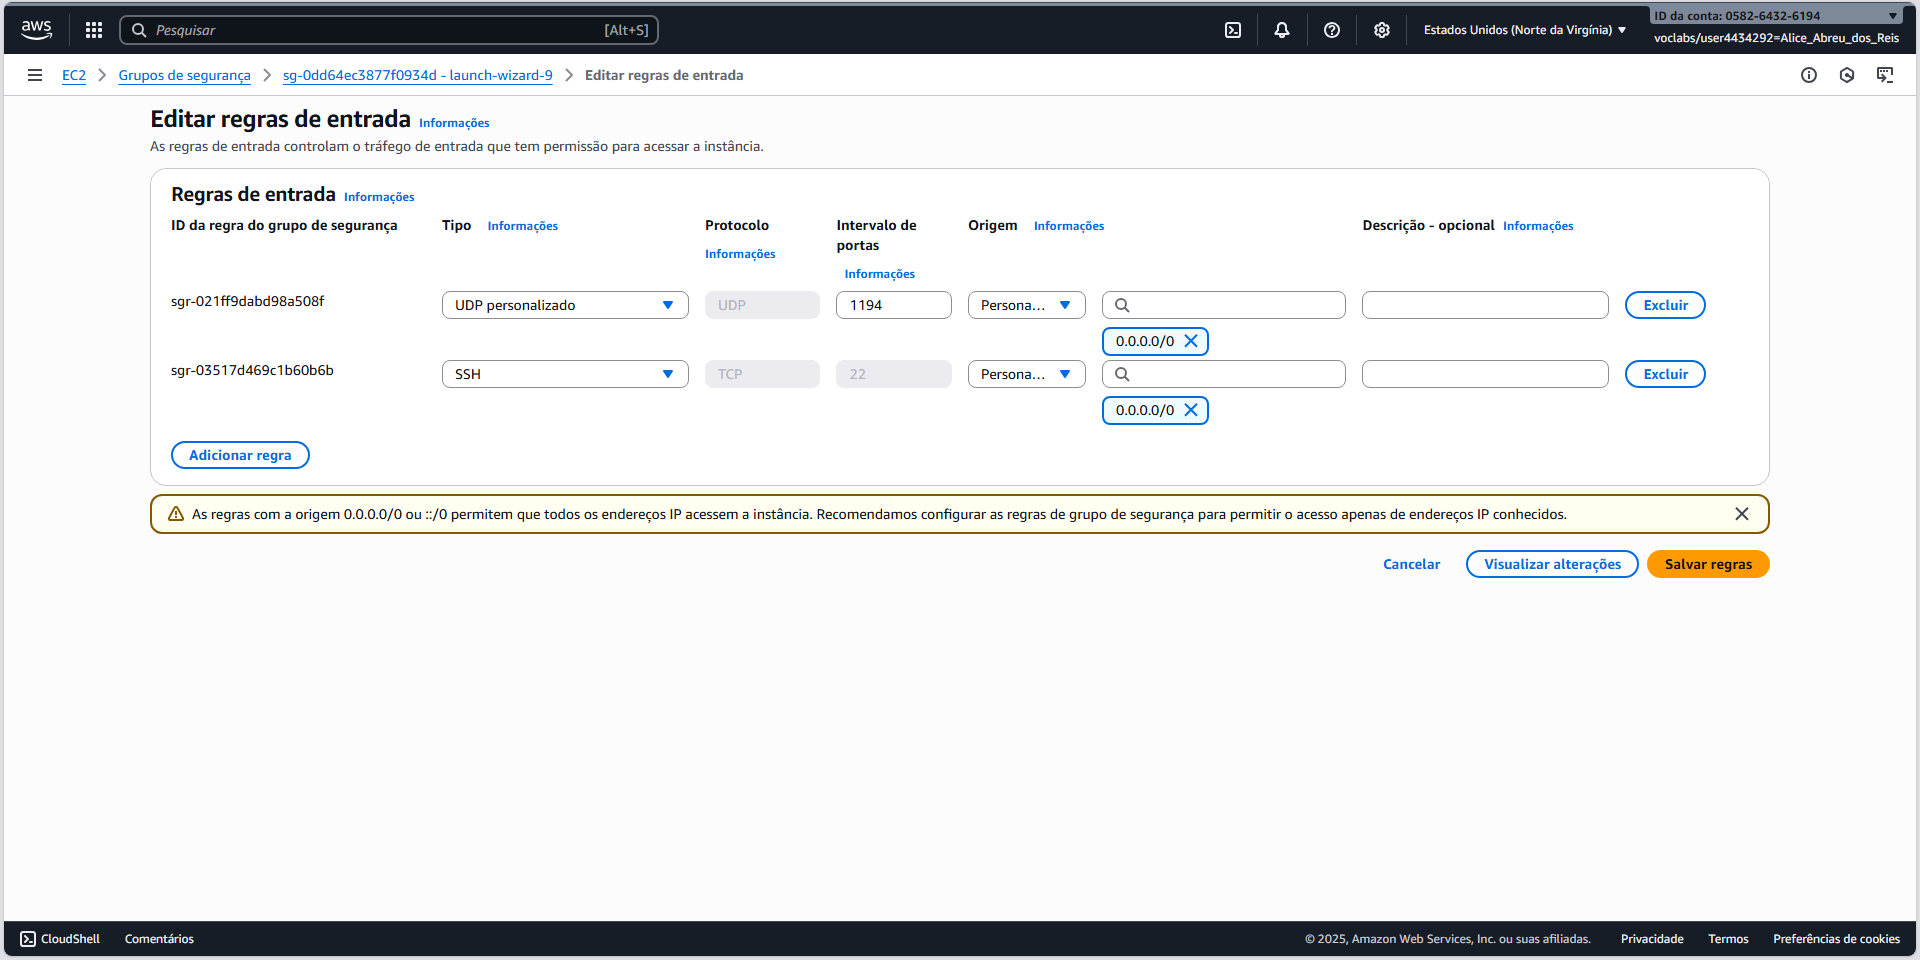 aws
Pesquisar [Alt+S]
Estados Unidos (Norte da Virgínia)
ID da conta: 0582-6432-6194
voclabs/user4434292=Alice_Abreu_dos_Reis
EC2 Grupos de segurança sg-0dd64ec3877f0934d - launch-wizard-9 Editar regras de entrada
Editar regras de entrada Informações
As regras de entrada controlam o tráfego de entrada que tem permissão para acessar a instância.
Regras de entrada Informações
ID da regra do grupo de segurança Tipo Informações Protocolo Informações Intervalo de portas Informações Origem Informações Descrição - opcional Informações
sgr-021ff9dabd98a508f UDP personalizado UDP 1194 Persona... Excluir
0.0.0.0/0
sgr-03517d469c1b60b6b SSH TCP 22 Persona... Excluir
0.0.0.0/0
Adicionar regra
As regras com a origem 0.0.0.0/0 ou ::/0 permitem que todos os endereços IP acessem a instância. Recomendamos configurar as regras de grupo de segurança para permitir o acesso apenas de endereços IP conhecidos.
Cancelar Visualizar alterações Salvar regras
CloudShell Comentários © 2025, Amazon Web Services, Inc. ou suas afiliadas. Privacidade Termos Preferências de cookies